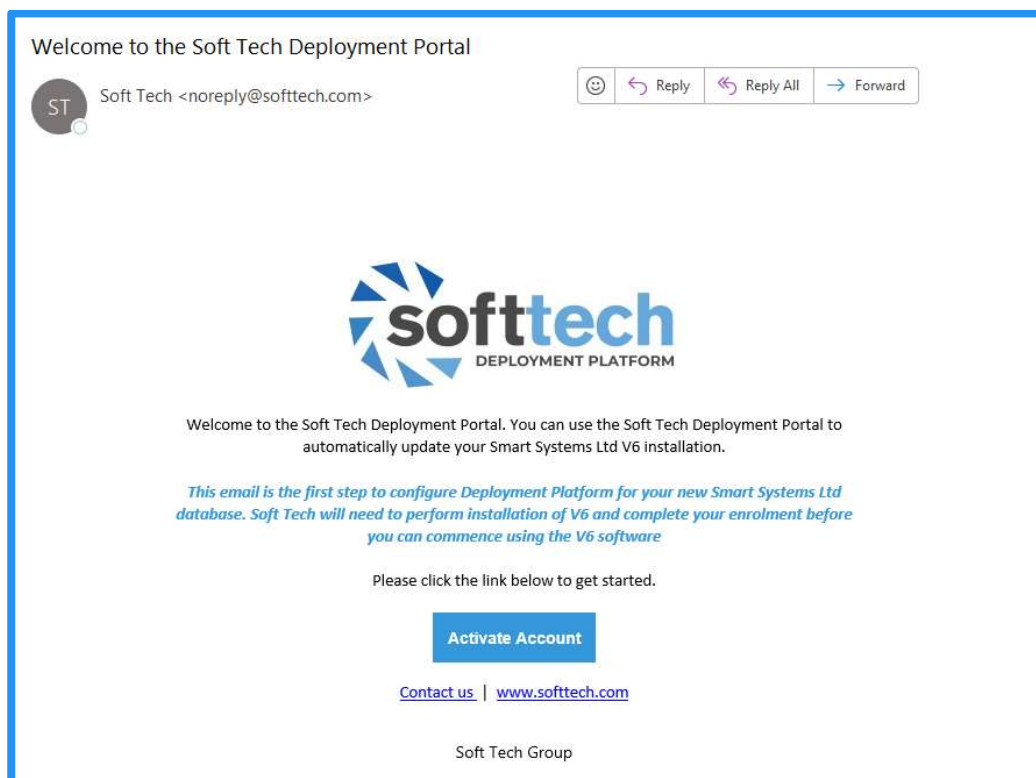 Welcome to the Soft Tech Deployment Portal
ST
Soft Tech <noreply@softtech.com>
Reply
Reply All
Forward
softtech
DEPLOYMENT PLATFORM
Welcome to the Soft Tech Deployment Portal. You can use the Soft Tech Deployment Portal to
automatically update your Smart Systems Ltd V6 installation.
This email is the first step to configure Deployment Platform for your new Smart Systems Ltd
database. Soft Tech will need to perform installation of V6 and complete your enrolment before
you can commence using the V6 software
Please click the link below to get started.
Activate Account
Contact us | www.softtech.com
Soft Tech Group